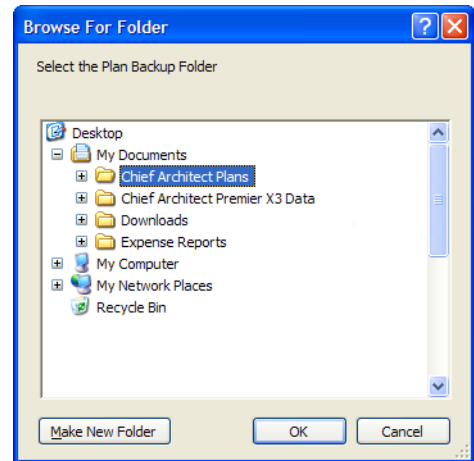 Browse For Folder
Select the Plan Backup Folder
Desktop
My Documents
Chief Architect Plans
Chief Architect Premier X3 Data
Downloads
Expense Reports
My Computer
My Network Places
Recycle Bin
Make New Folder
OK
Cancel